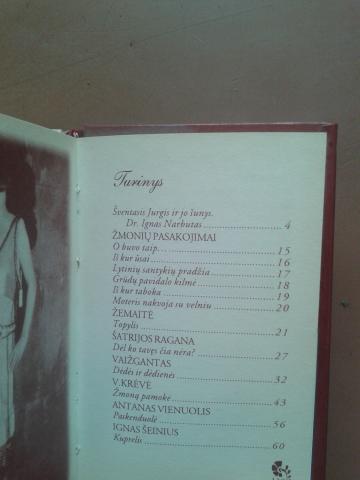 Turinys
Šventasis Jurgis ir jo šunys.
Dr. Ignas Narbutas ........ 4
ŽMONIŲ PASAKOJIMAI
O buvo taip... ........ 15
Iš kur ūsai ........ 16
Lytinių santykių pradžia ........ 17
Grūdų pavidalo kilmė ........ 18
Iš kur taboka ........ 19
Moteris nakvoja su velniu ........ 20
ŽEMAITĖ
Topylis ........ 21
ŠATRIJOS RAGANA
Dėl ko tavęs čia nėra? ........ 27
VAIŽGANTAS
Dėdės ir dėdienės ........ 32
V. KRĖVĖ
Žmoną pamokė ........ 43
ANTANAS VIENUOLIS
Paskenduolė ........ 56
IGNAS ŠEINIUS
Kuprelis ........ 60